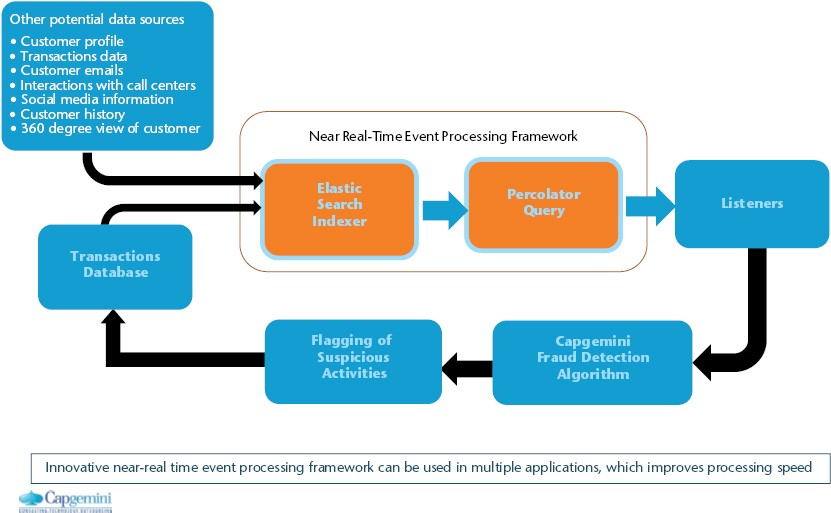 Other potential data sources
• Customer profile
• Transactions data
• Customer emails
• Interactions with call centers
• Social media information
• Customer history
• 360 degree view of customer
Near Real-Time Event Processing Framework
Elastic
Search
Indexer
Percolator
Query
Listeners
Transactions
Database
Flagging of
Suspicious
Activities
Capgemini
Fraud Detection
Algorithm
Innovative near-real time event processing framework can be used in multiple applications, which improves processing speed
Capgemini
CONSULTING.TECHNOLOGY.OUTSOURCING